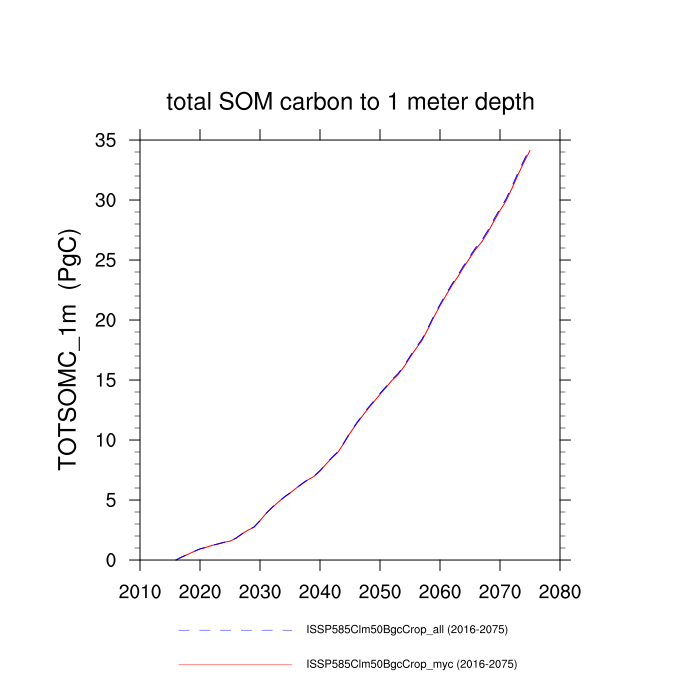 total SOM carbon to 1 meter depth
TOTSOMC_1m (PgC)
35
30
25
20
15
10
5
0
2010 2020 2030 2040 2050 2060 2070 2080
ISSP585Clm50BgcCrop_all (2016-2075)
ISSP585Clm50BgcCrop_myc (2016-2075)